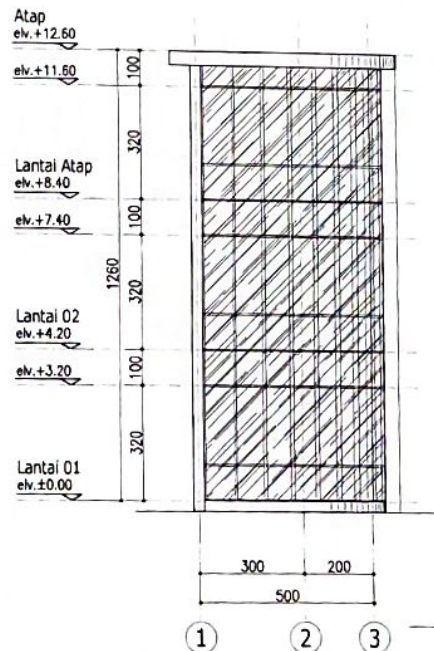 Atap
elv.+12.60
elv.+11.60
Lantai Atap
elv.+8.40
elv.+7.40
Lantai 02
elv.+4.20
elv.+3.20
Lantai 01
elv.±0.00
1260
100
320
100
320
100
320
300
200
500
1
2
3